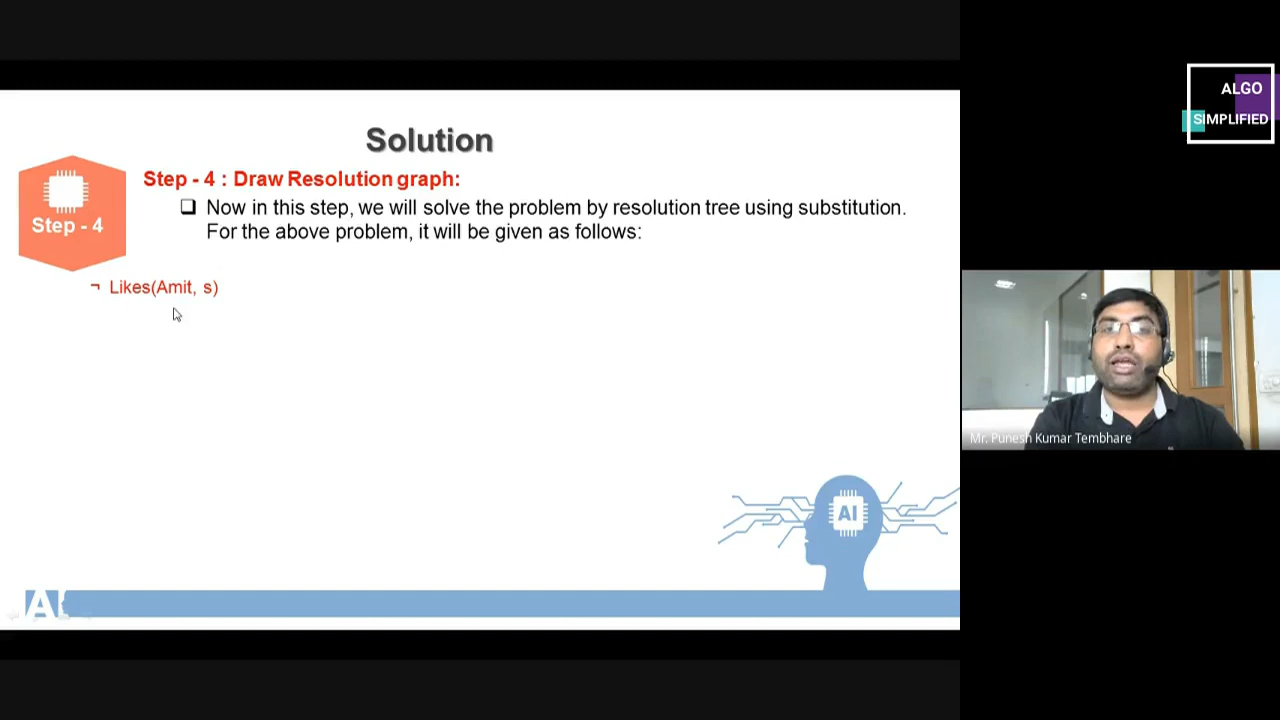 Solution
Step - 4 : Draw Resolution graph:
❑ Now in this step, we will solve the problem by resolution tree using substitution.
For the above problem, it will be given as follows:
Step - 4
¬ Likes(Amit, s)
AI
ALGO
SIMPLIFIED
Mr. Punesh Kumar Tembhare